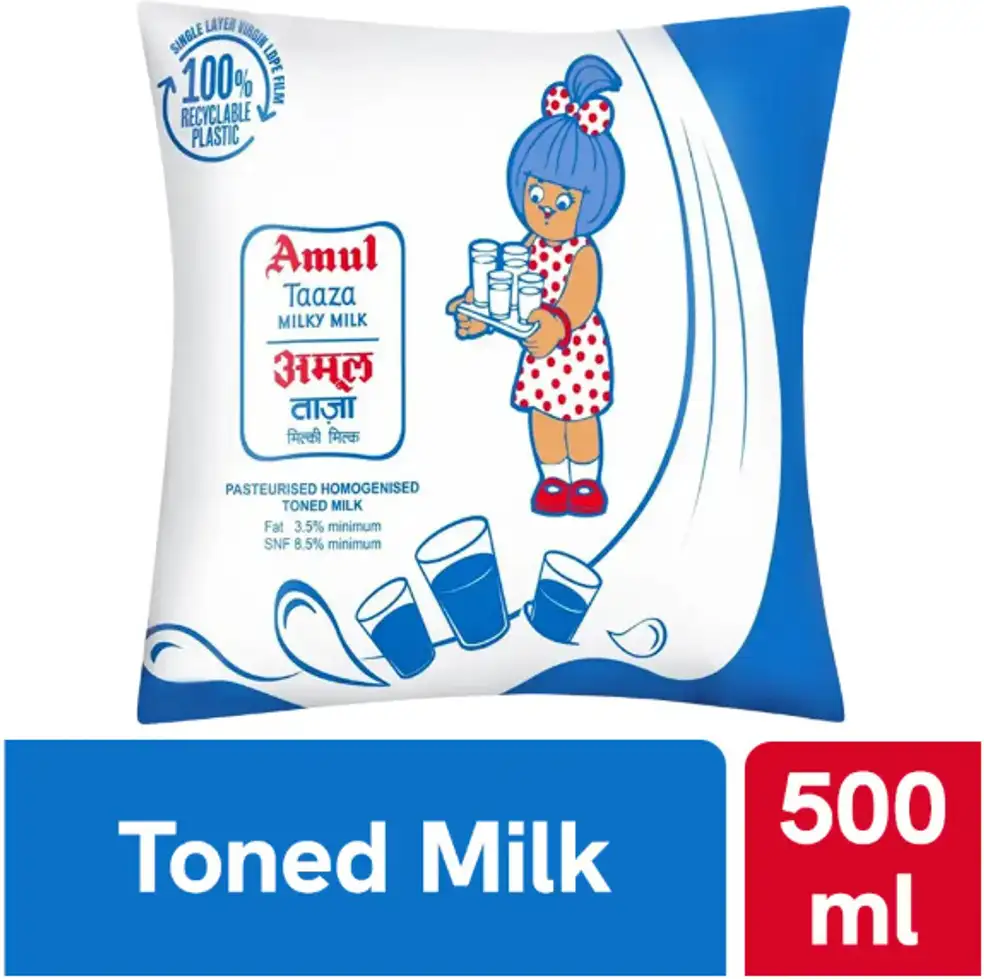 SINGLE LAYER VIRGIN LDPE FILM
100%
RECYCLABLE
PLASTIC
Amul
Taaza
MILKY MILK
अमूल
ताज़ा
मिल्की मिल्क
PASTEURISED HOMOGENISED
TONED MILK
Fat 3.5% minimum
SNF 8.5% minimum
Toned Milk
500
ml